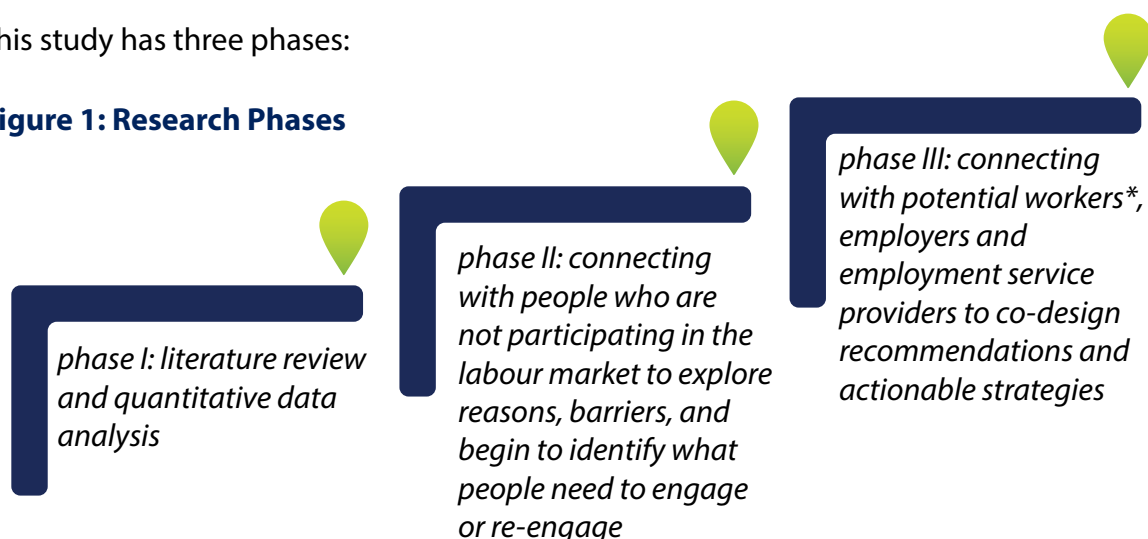 his study has three phases:
igure 1: Research Phases
phase I: literature review
and quantitative data
analysis
phase II: connecting
with people who are
not participating in the
labour market to explore
reasons, barriers, and
begin to identify what
people need to engage
or re-engage
phase III: connecting
with potential workers*,
employers and
employment service
providers to co-design
recommendations and
actionable strategies